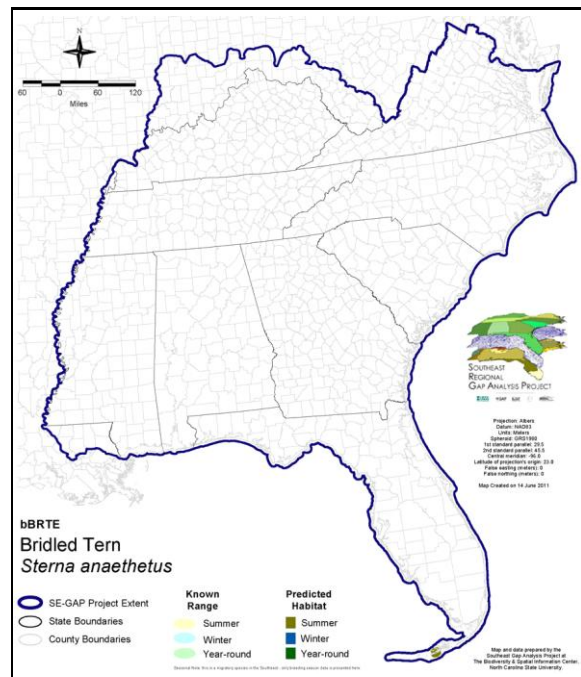 N
60 0 60 120
Miles
SOUTHEAST
REGIONAL
GAP ANALYSIS PROJECT
Projection: Albers
Datum: NAD83
Units: Meters
Spheroid: GRS1980
1st standard parallel: 29.5
2nd standard parallel: 45.5
Central meridian: -96.0
Latitude of projection's origin: 23.0
False easting (meters): 0
False northing (meters): 0
Map Created on 14 June 2011
bBRTE
Bridled Tern
Sterna anaethetus
SE-GAP Project Extent
State Boundaries
County Boundaries
Known
Range
Summer
Winter
Year-round
Predicted
Habitat
Summer
Winter
Year-round
Map and data prepared by the
Southeast Gap Analysis Project at
The Biodiversity & Spatial Information Center,
North Carolina State University.